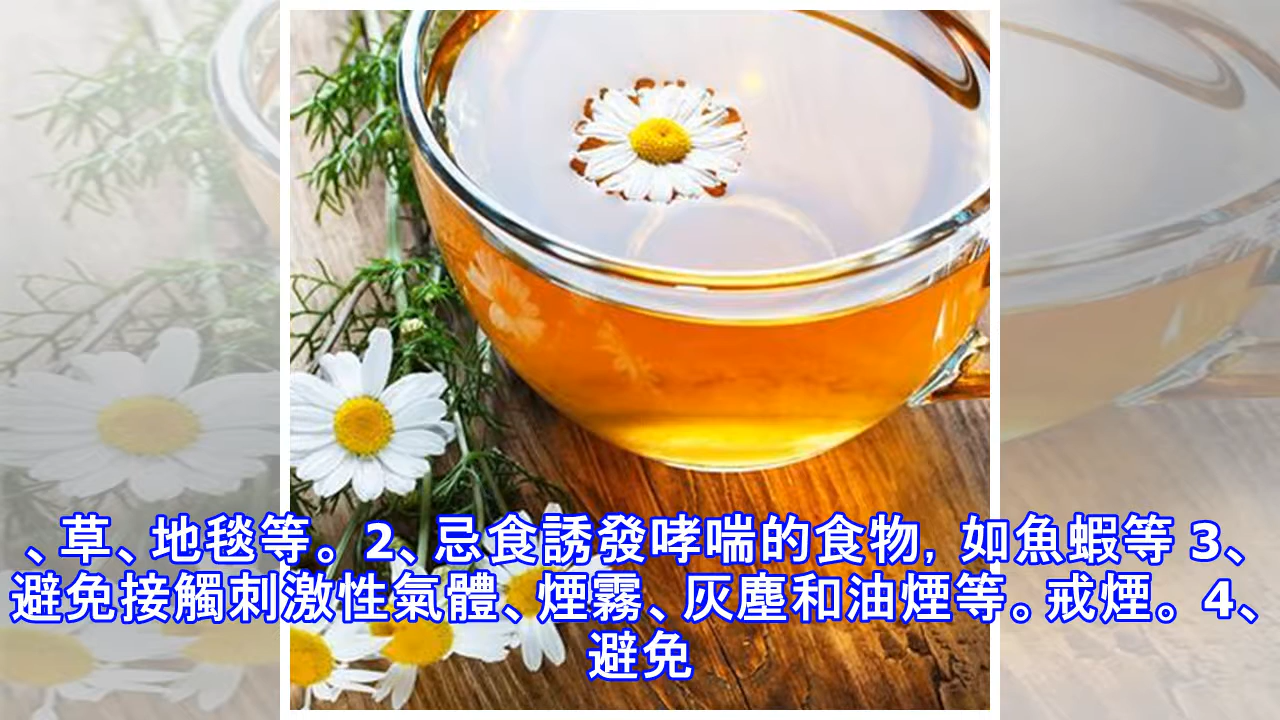 、草、地毯等。2、忌食誘發哮喘的食物, 如魚蝦等 3、
避免接觸刺激性氣體、煙霧、灰塵和油煙等。戒煙。 4、
避免